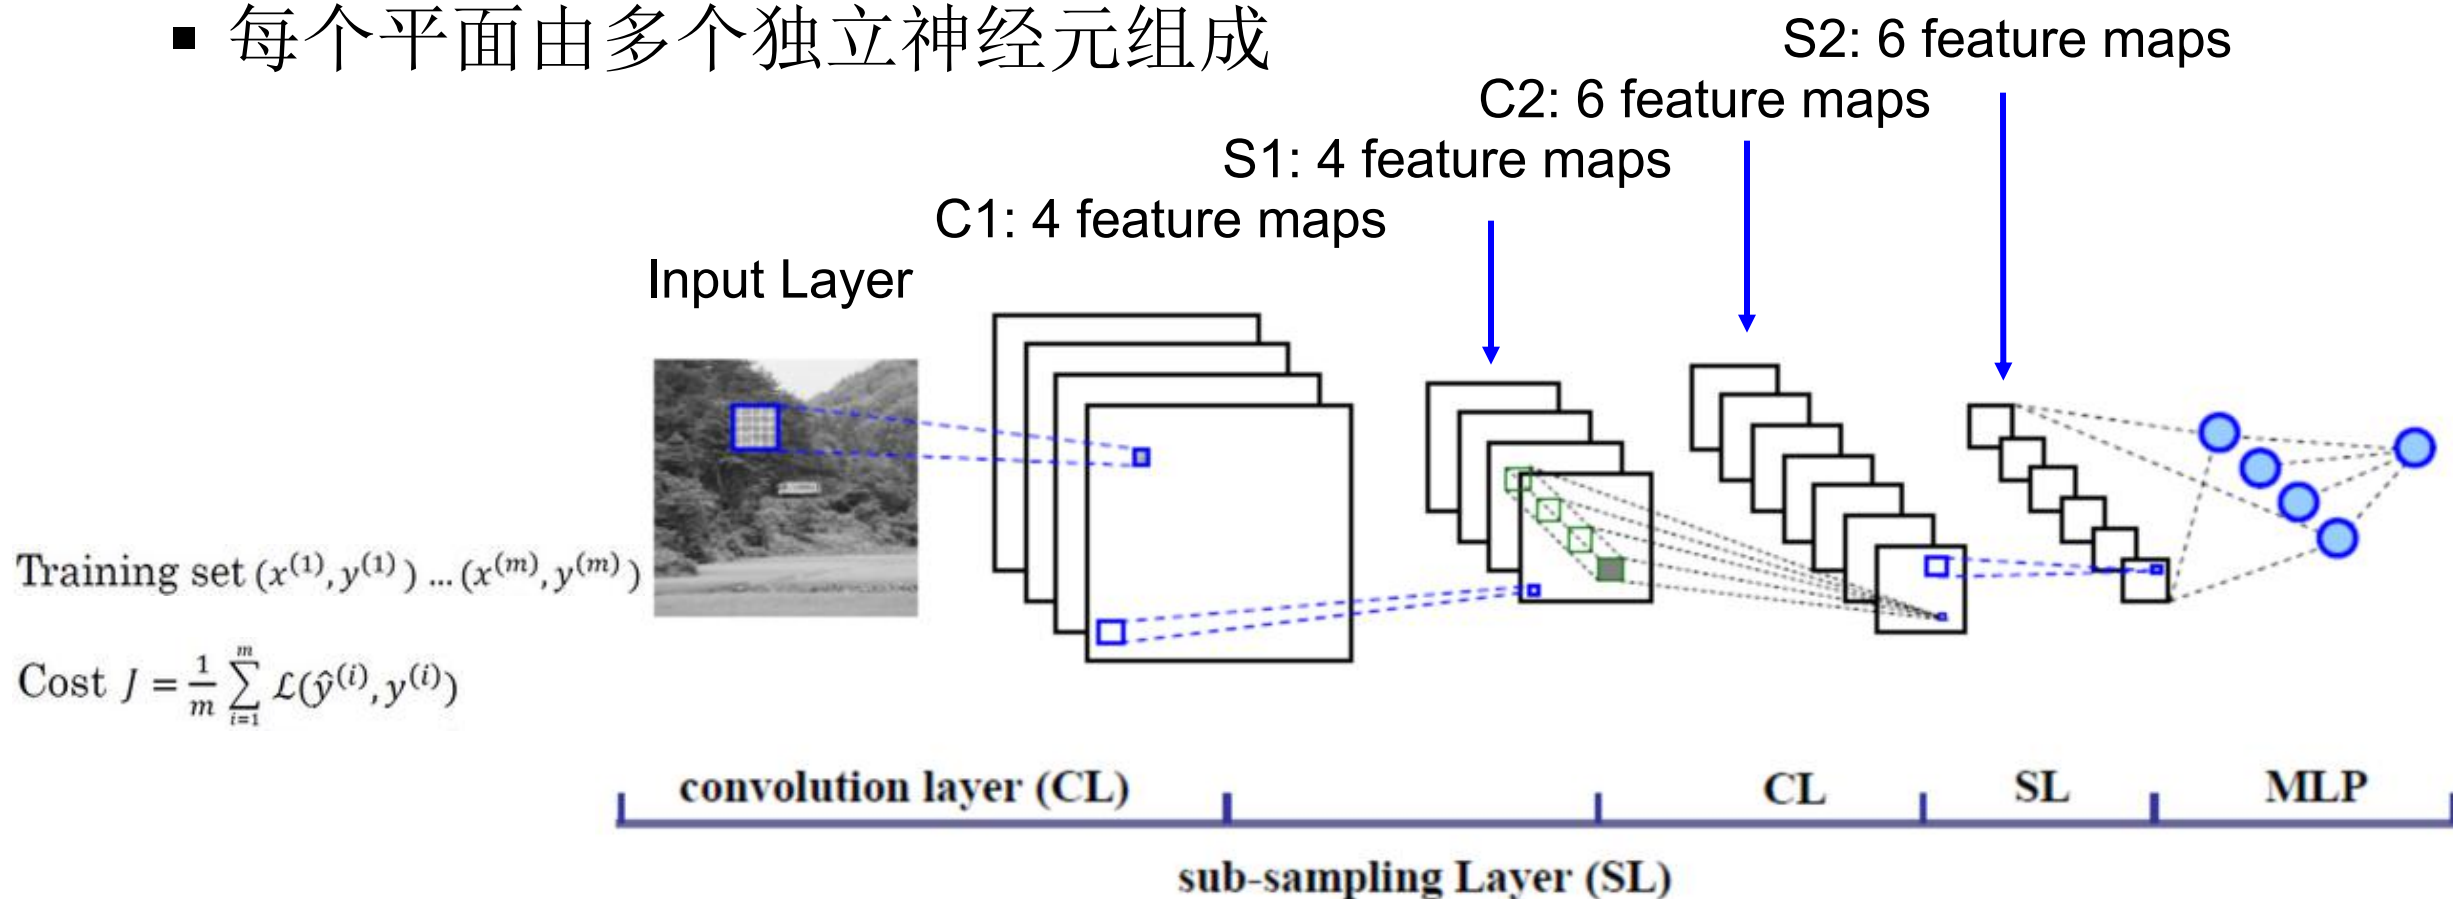 ▪ 每个平面由多个独立神经元组成
S2: 6 feature maps
C2: 6 feature maps
S1: 4 feature maps
C1: 4 feature maps
Input Layer
Training set (x⁽¹⁾, y⁽¹⁾) ... (x⁽ᵐ⁾, y⁽ᵐ⁾)
Cost J = 1/m ∑_{i=1}^{m} ℒ(ŷ⁽ⁱ⁾, y⁽ⁱ⁾)
convolution layer (CL) CL SL MLP
sub-sampling Layer (SL)